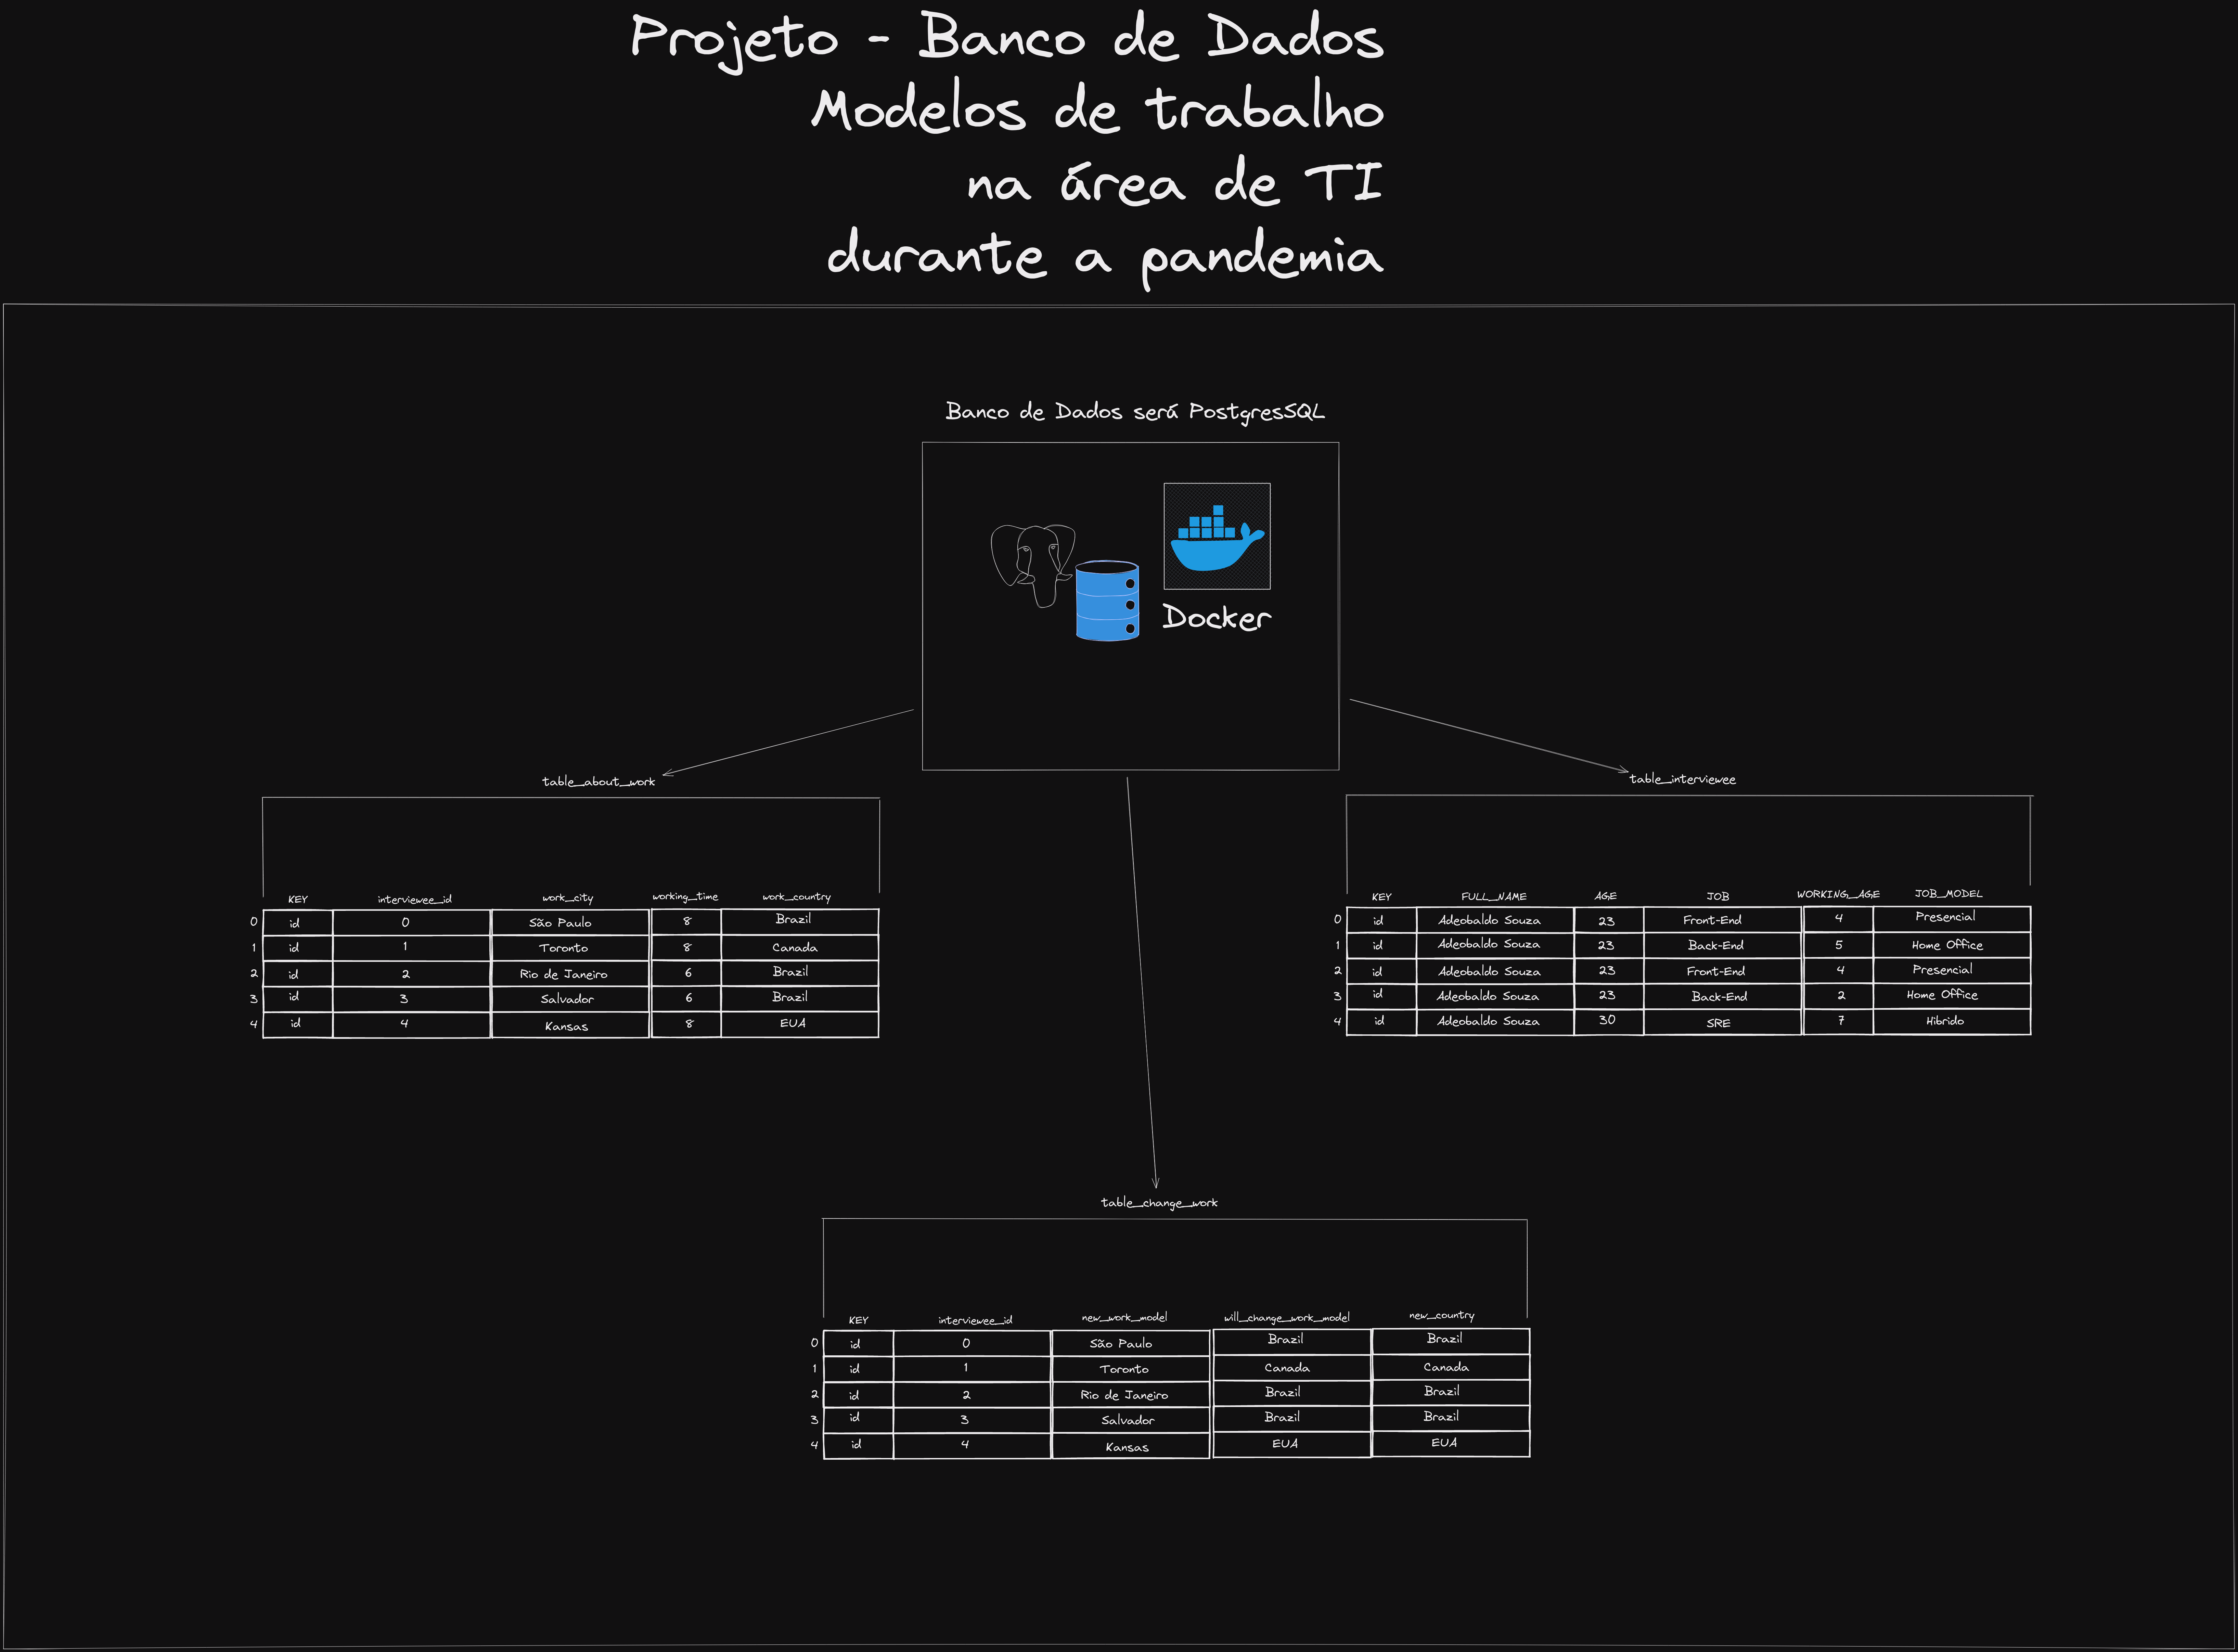 Projeto - Banco de Dados
Modelos de trabalho
na área de TI
durante a pandemia
Banco de Dados será PostgresSQL
Docker
table_about_work
KEY interviewee_id work_city working_time work_country
0 id 0 São Paulo 8 Brazil
1 id 1 Toronto 8 Canada
2 id 2 Rio de Janeiro 6 Brazil
3 id 3 Salvador 6 Brazil
4 id 4 Kansas 8 EUA
table_interviewee
KEY FULL_NAME AGE JOB WORKING_AGE JOB_MODEL
0 id Adeobaldo Souza 23 Front-End 4 Presencial
1 id Adeobaldo Souza 23 Back-End 5 Home Office
2 id Adeobaldo Souza 23 Front-End 4 Presencial
3 id Adeobaldo Souza 23 Back-End 2 Home Office
4 id Adeobaldo Souza 30 SRE 7 Hibrido
table_change_work
KEY interviewee_id new_work_model will_change_work_model new_country
0 id 0 São Paulo Brazil Brazil
1 id 1 Toronto Canada Canada
2 id 2 Rio de Janeiro Brazil Brazil
3 id 3 Salvador Brazil Brazil
4 id 4 Kansas EUA EUA